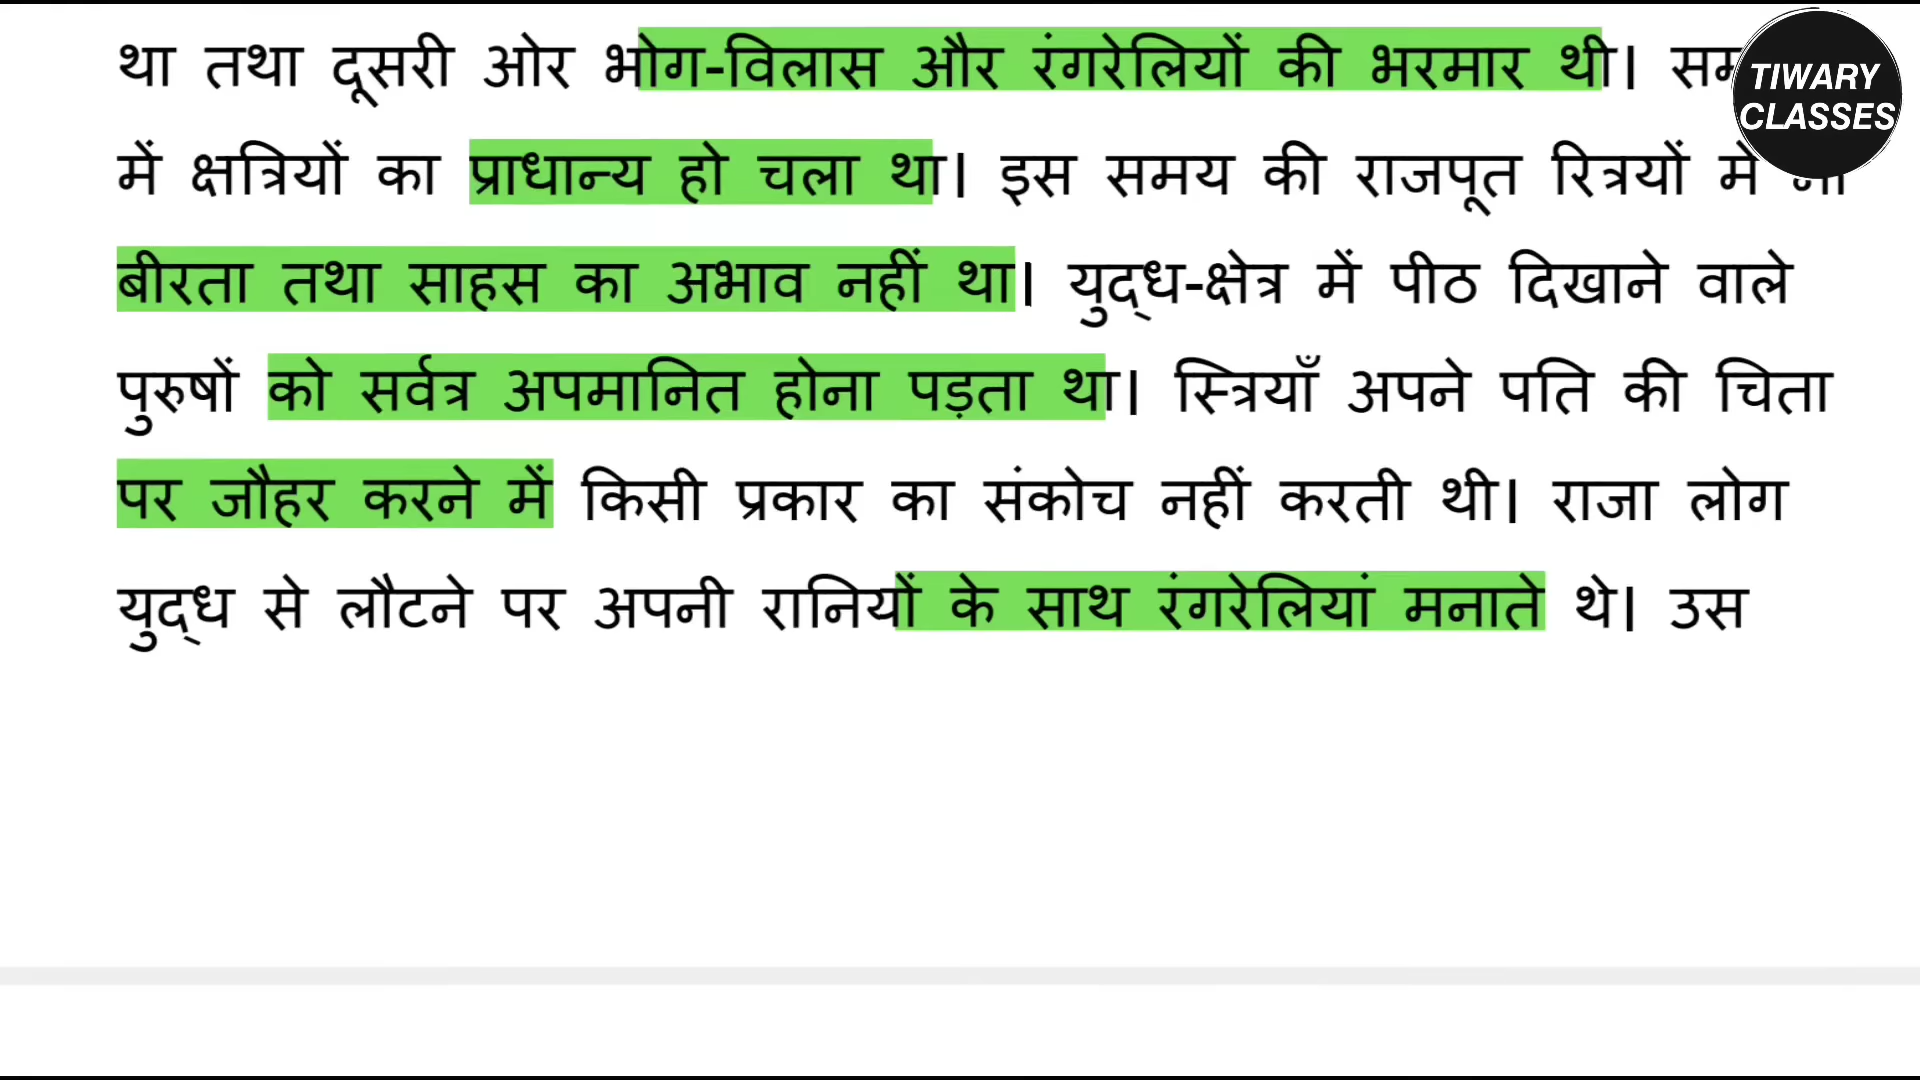 था तथा दूसरी ओर भोग-विलास और रंगरेलियों की भरमार थी।
TIWARY
CLASSES
में क्षत्रियों का प्राधान्य हो चला था। इस समय की राजपूत रित्रयों में
बीरता तथा साहस का अभाव नहीं था। युद्ध-क्षेत्र में पीठ दिखाने वाले
पुरुषों को सर्वत्र अपमानित होना पड़ता था। स्त्रियाँ अपने पति की चिता
पर जौहर करने में किसी प्रकार का संकोच नहीं करती थी। राजा लोग
युद्ध से लौटने पर अपनी रानियों के साथ रंगरेलियां मनाते थे। उस